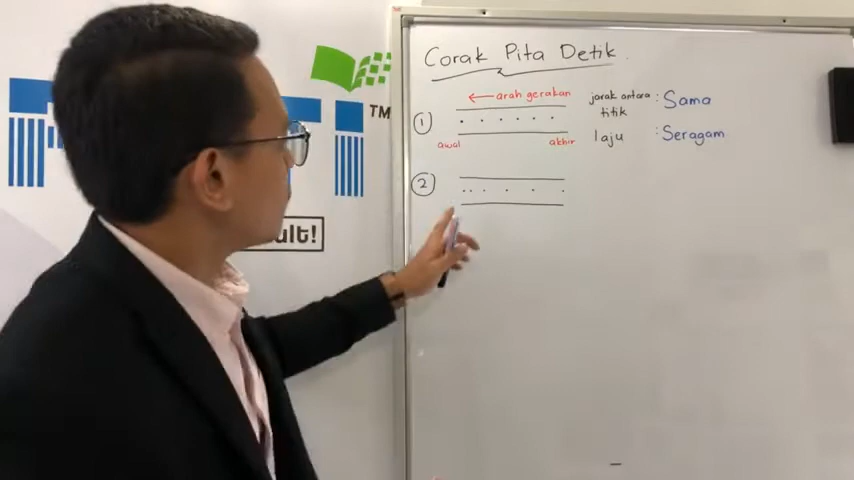 Corak Pita Detik
← arah gerakan
1
awal
akhir
jarak antara : Sama
titik
laju : Seragam
2
TM
ult!